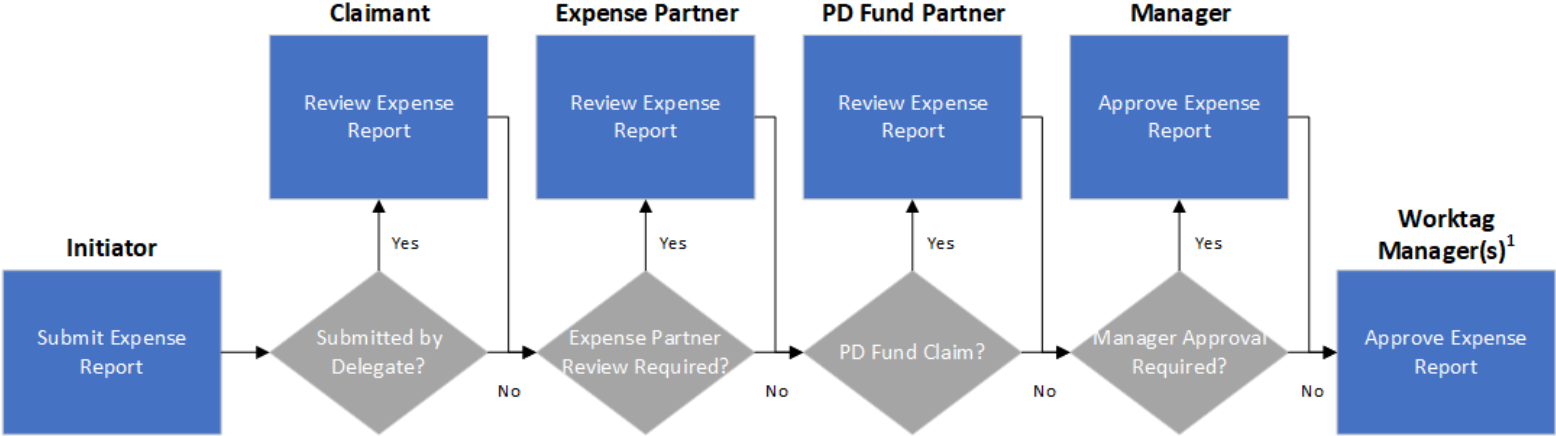 Claimant
Expense Partner
PD Fund Partner
Manager
Review Expense
Report
Review Expense
Report
Review Expense
Report
Approve Expense
Report
Yes
Yes
Yes
Yes
Initiator
Worktag
Manager(s)¹
Submit Expense
Report
Submitted by
Delegate?
Expense Partner
Review Required?
PD Fund Claim?
Manager Approval
Required?
Approve Expense
Report
No
No
No
No